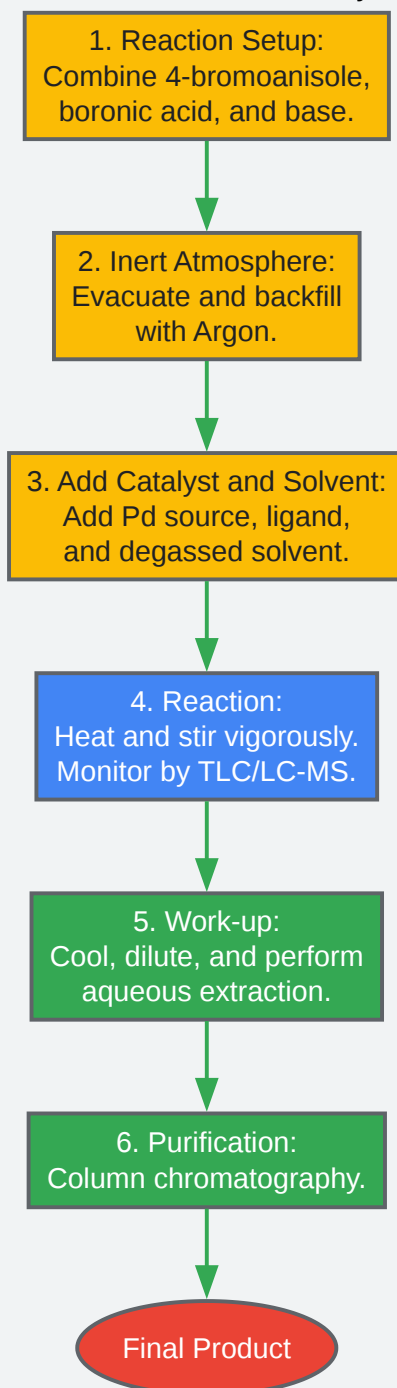 1. Reaction Setup:
Combine 4-bromoanisole,
boronic acid, and base.
2. Inert Atmosphere:
Evacuate and backfill
with Argon.
3. Add Catalyst and Solvent:
Add Pd source, ligand,
and degassed solvent.
4. Reaction:
Heat and stir vigorously.
Monitor by TLC/LC-MS.
5. Work-up:
Cool, dilute, and perform
aqueous extraction.
6. Purification:
Column chromatography.
Final Product